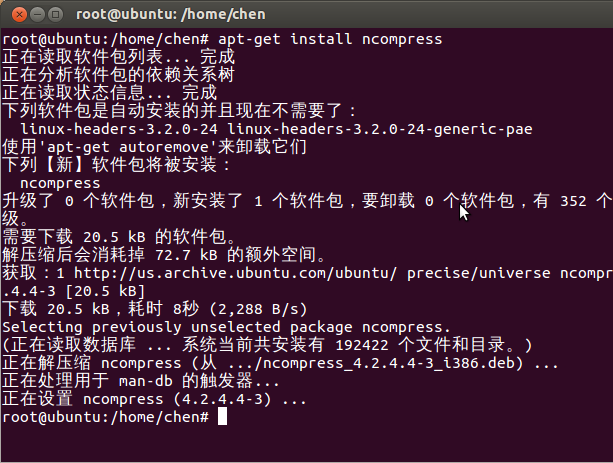 root@ubuntu: /home/chen
root@ubuntu:/home/chen# apt-get install ncompress
正在读取软件包列表... 完成
正在分析软件包的依赖关系树
正在读取状态信息... 完成
下列软件包是自动安装的并且现在不需要了：
linux-headers-3.2.0-24 linux-headers-3.2.0-24-generic-pae
使用'apt-get autoremove'来卸载它们
下列【新】软件包将被安装：
ncompress
升级了 0 个软件包，新安装了 1 个软件包，要卸载 0 个软件包，有 352 个
级。
需要下载 20.5 kB 的软件包。
解压缩后会消耗掉 72.7 kB 的额外空间。
获取：1 http://us.archive.ubuntu.com/ubuntu/ precise/universe ncompr
.4.4-3 [20.5 kB]
下载 20.5 kB，耗时 8秒 (2,288 B/s)
Selecting previously unselected package ncompress.
(正在读取数据库 ... 系统当前共安装有 192422 个文件和目录。)
正在解压缩 ncompress (从 .../ncompress_4.2.4.4-3_i386.deb) ...
正在处理用于 man-db 的触发器...
正在设置 ncompress (4.2.4.4-3) ...
root@ubuntu:/home/chen#